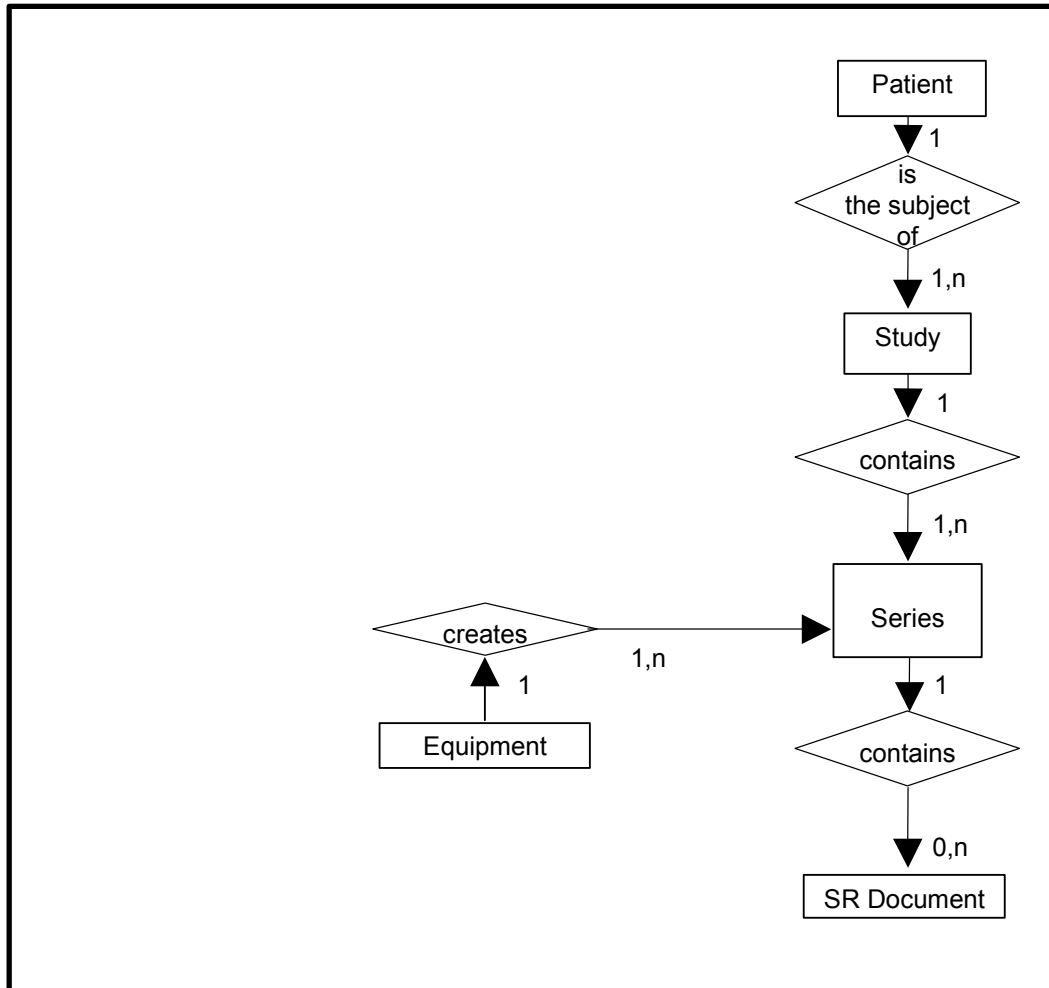 Patient
1
is
the subject
of
1,n
Study
1
contains
1,n
Series
creates
1,n
1
Equipment
1
contains
0,n
SR Document